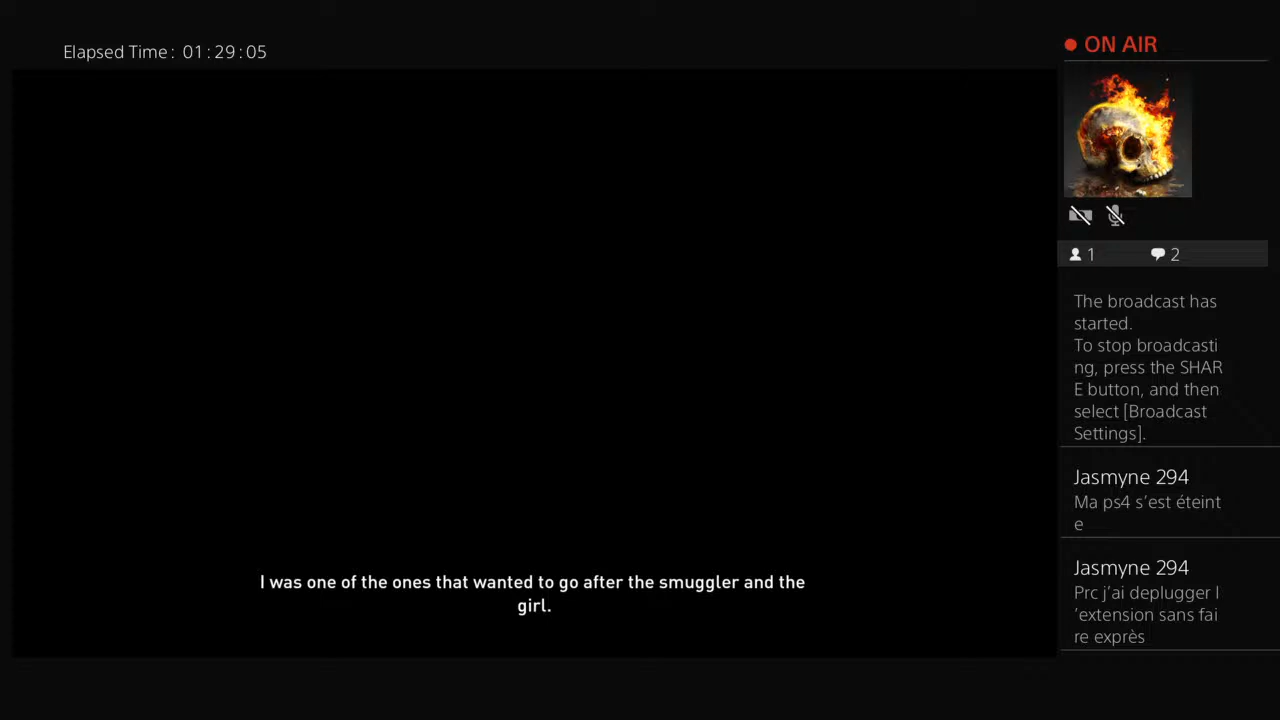 Elapsed Time: 01:29:05
ON AIR
1 2
The broadcast has
started.
To stop broadcasti
ng, press the SHAR
E button, and then
select [Broadcast
Settings].
Jasmyne 294
Ma ps4 s’est éteint
e
Jasmyne 294
Prc j’ai deplugger l
’extension sans fai
re exprès
I was one of the ones that wanted to go after the smuggler and the
girl.